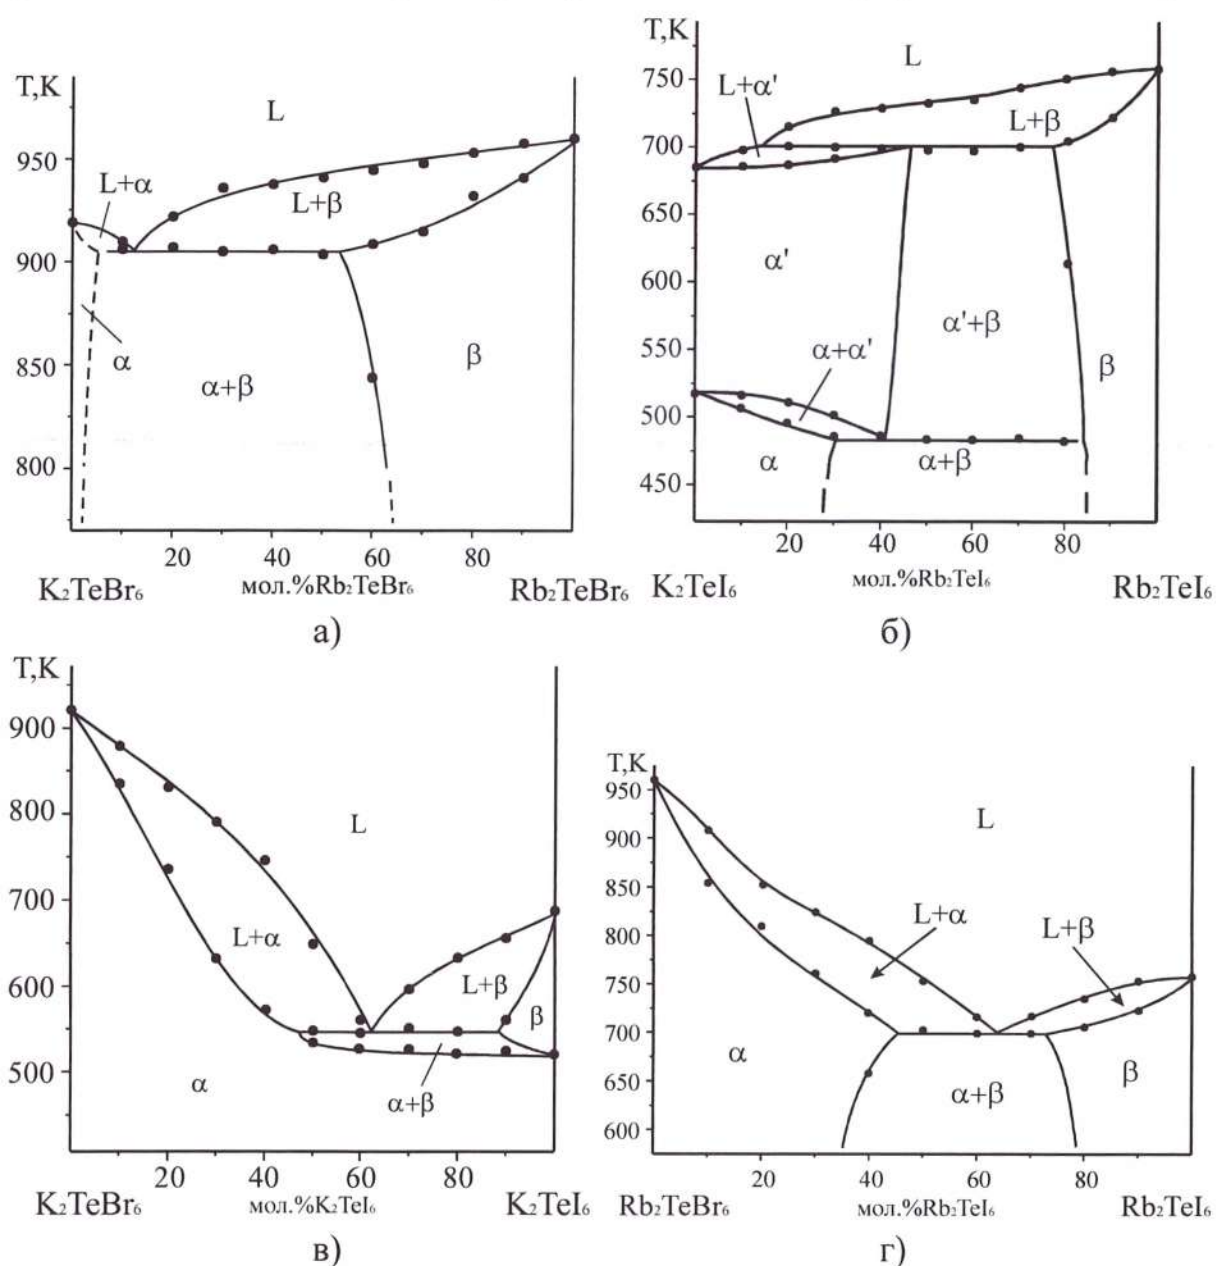 T,K
L
950
L+α
L+β
900
α
850
β
α+β
800
20 40 60 80
K₂TeBr₆ мол.%Rb₂TeBr₆ Rb₂TeBr₆
а)
T,K
L
750
L+α'
L+β
700
650
α'
600
α'+β
550
α+α'
β
500
α
α+β
450
20 40 60 80
K₂TeI₆ мол.%Rb₂TeI₆ Rb₂TeI₆
б)
T,K
900
L
800
700
L+α
L+β
600
β
500
α
α+β
20 40 60 80
K₂TeBr₆ мол.%K₂TeI₆ K₂TeI₆
в)
T,K
950
L
900
850
L+α
L+β
800
750
700
α
β
650
α+β
600
20 40 60 80
Rb₂TeBr₆ мол.%Rb₂TeI₆ Rb₂TeI₆
г)